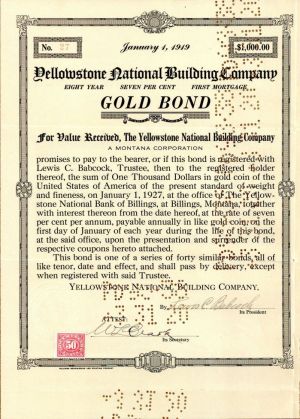 No. 27
January 1, 1919
$1,000.00
Yellowstone National Building Company
EIGHT YEAR SEVEN PER CENT FIRST MORTGAGE
GOLD BOND
For Value Received, The Yellowstone National Building Company
A MONTANA CORPORATION
promises to pay to the bearer, or if this bond is registered with
Lewis C. Babcock, Trustee, then to the registered holder
thereof, the sum of One Thousand Dollars in gold coin of the
United States of America of the present standard of weight
and fineness, on January 1, 1927, at the office of The Yellow-
stone National Bank of Billings, at Billings, Montana, together
with interest thereon from the date hereof, at the rate of seven
per cent per annum, payable annually in like gold coin, on the
first day of January of each year during the life of this bond,
at the said office, upon the presentation and surrender of the
respective coupons hereto attached.
This bond is one of a series of forty similar bonds, all of
like tenor, date and effect, and shall pass by delivery, except
when registered with said Trustee.
YELLOWSTONE NATIONAL BUILDING COMPANY.
By
Babcock
Its President
ATTEST:
Clark
Its Secretary
50